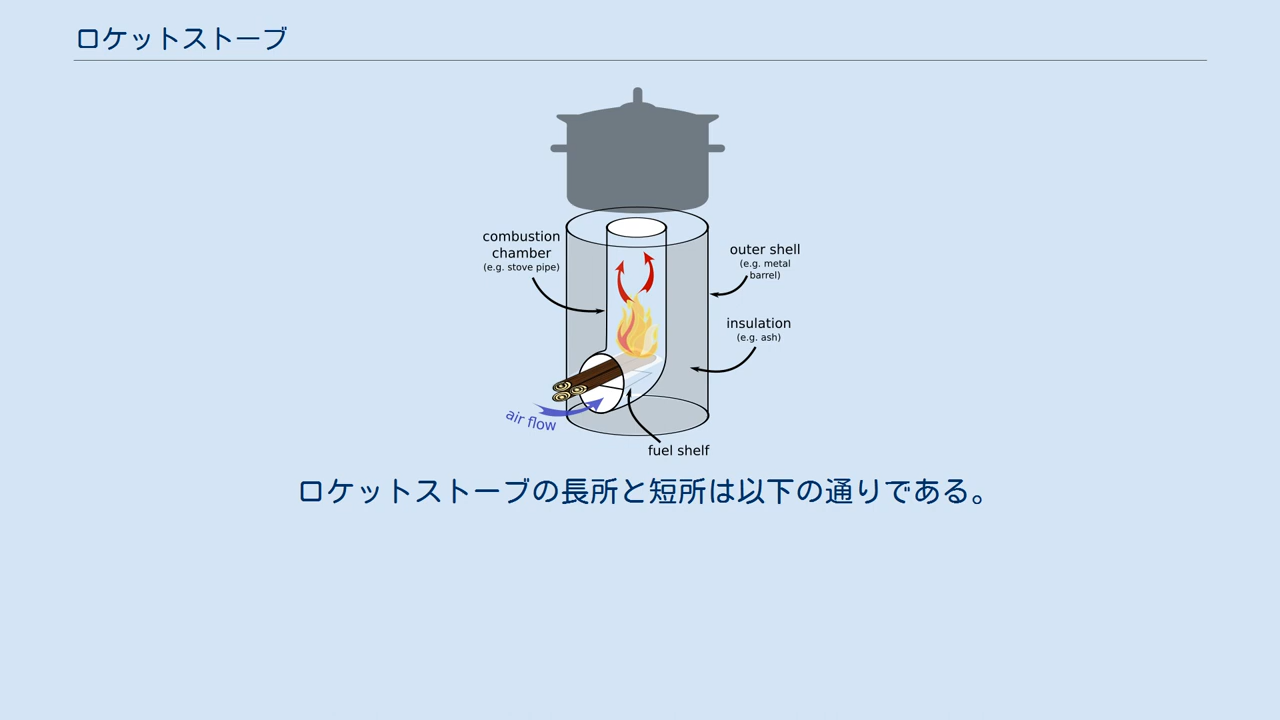 ロケットストーブ
combustion
chamber
(e.g. stove pipe)
outer shell
(e.g. metal
barrel)
insulation
(e.g. ash)
air flow
fuel shelf
ロケットストーブの長所と短所は以下の通りである。